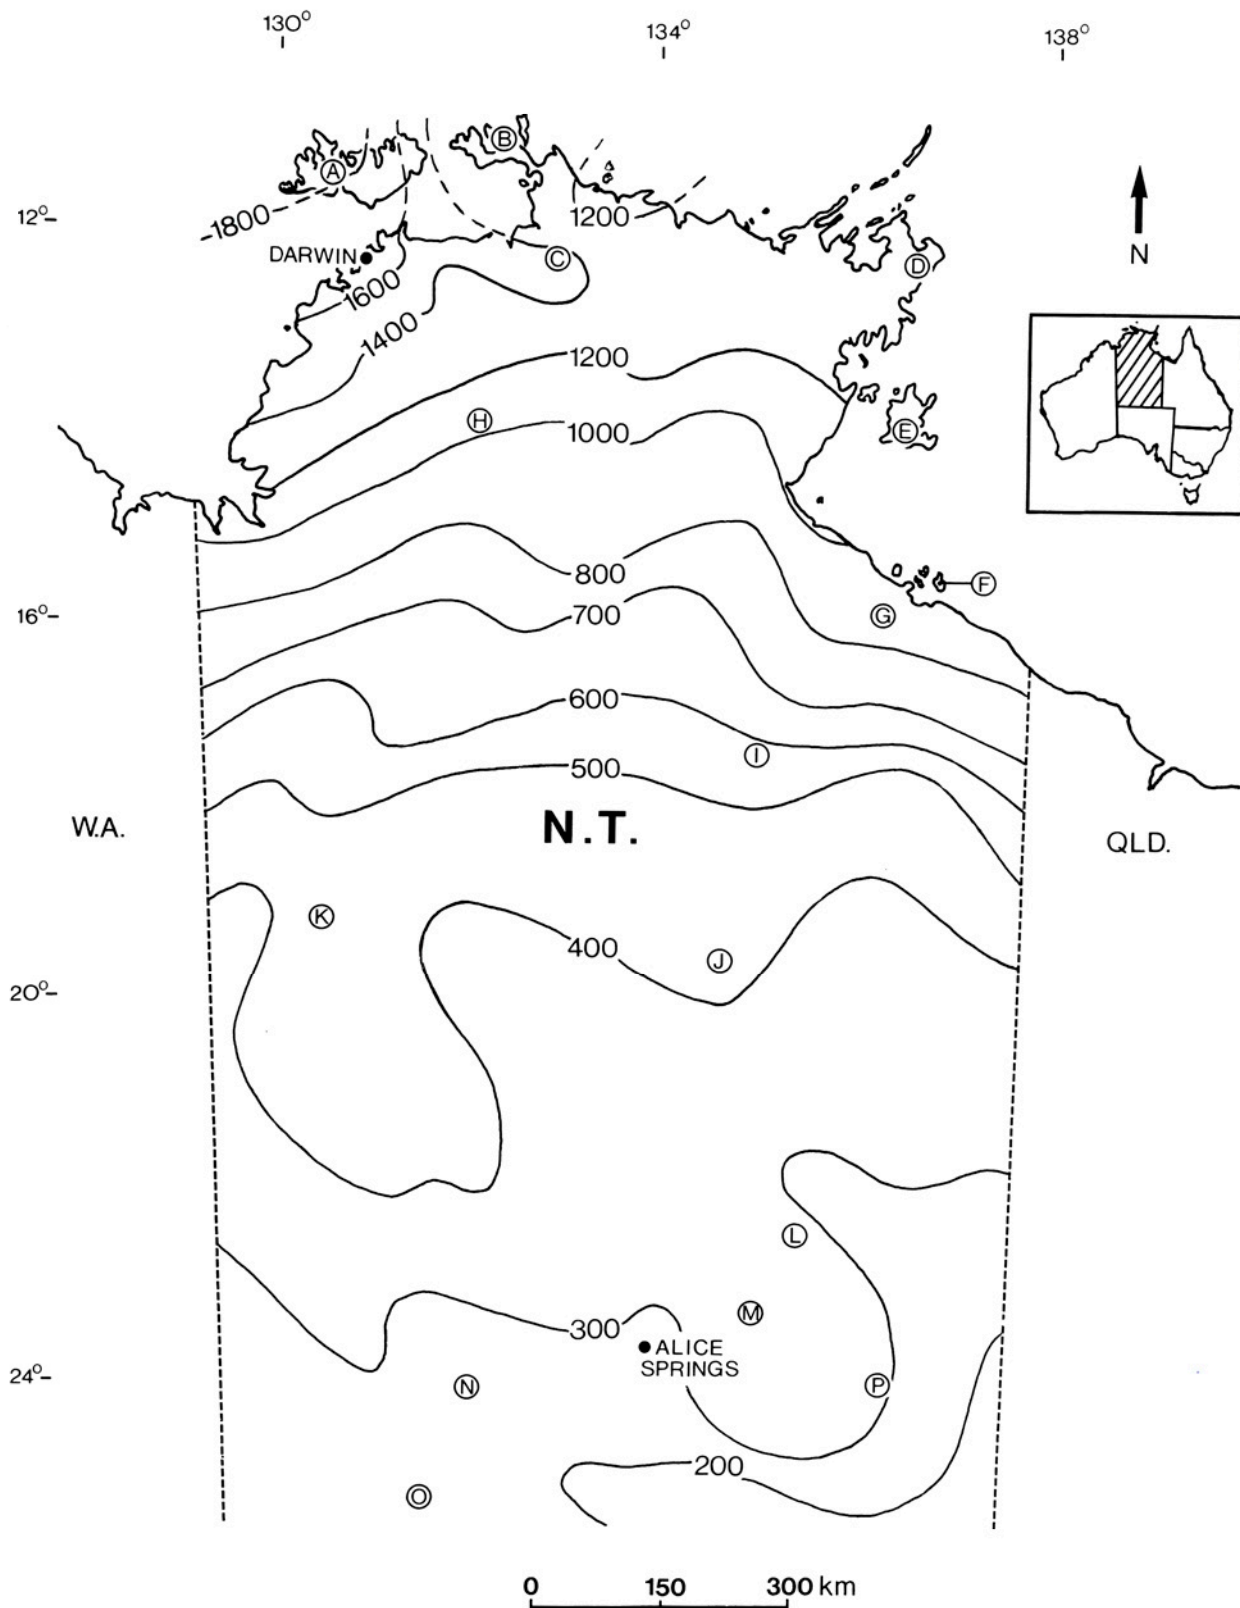 130°
134°
138°
B
A
12°
1800
1200
DARWIN
C
D
N
1600
1400
1200
H
1000
E
800
F
16°
700
G
600
I
500
W.A.
N.T.
QLD.
K
400
J
20°
L
M
300
ALICE
SPRINGS
24°
N
P
200
O
0 150 300 km